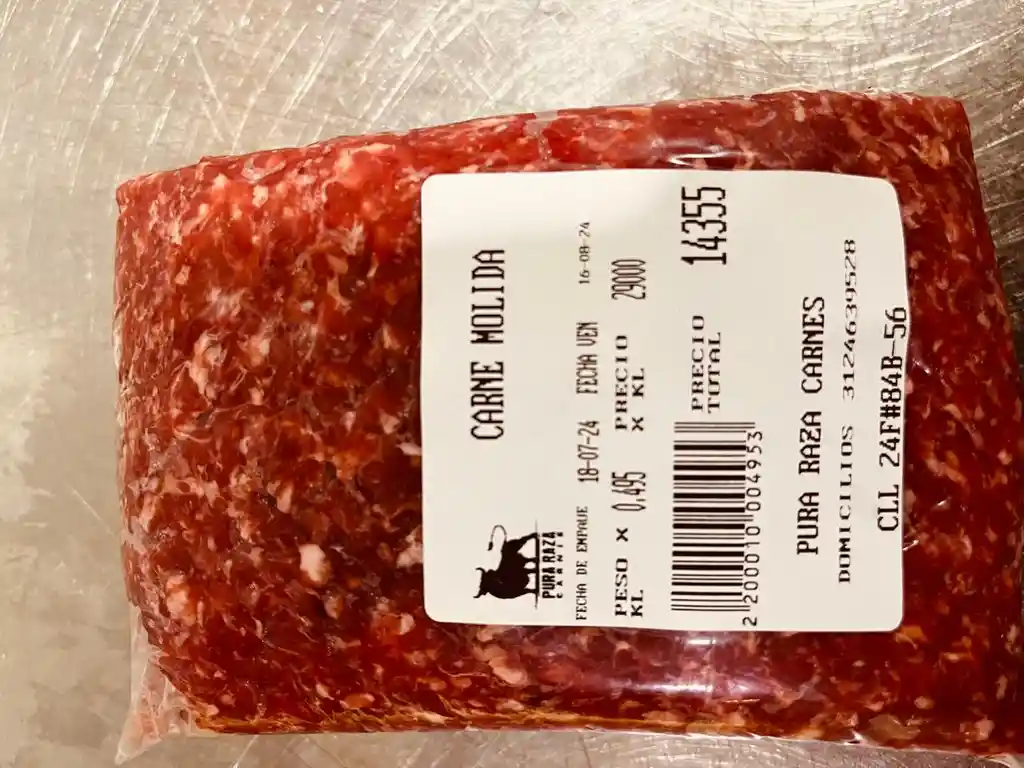 CARNE MOLIDA
PURA RAZA
CARNES
FECHA DE EMPAQUE 18-07-24 FECHA VEN 16-08-24
PESO X KL 0,495 PRECIO X KL 29000
PRECIO TOTAL 14355
2 200010 004953
PURA RAZA CARNES
DOMICILIOS 3124639528
CLL 24F#84B-56